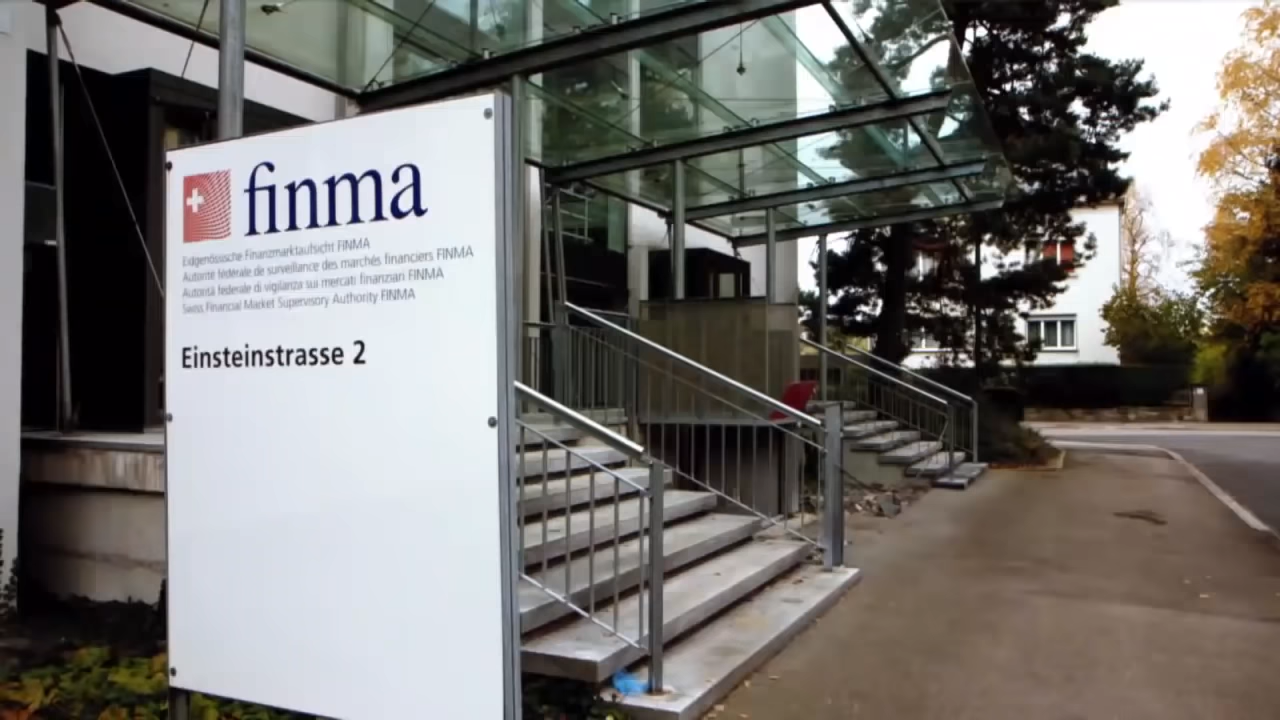 finma
Eidgenössische Finanzmarktaufsicht FINMA
Autorité fédérale de surveillance des marchés financiers FINMA
Autorità federale di vigilanza sui mercati finanziari FINMA
Swiss Financial Market Supervisory Authority FINMA
Einsteinstrasse 2